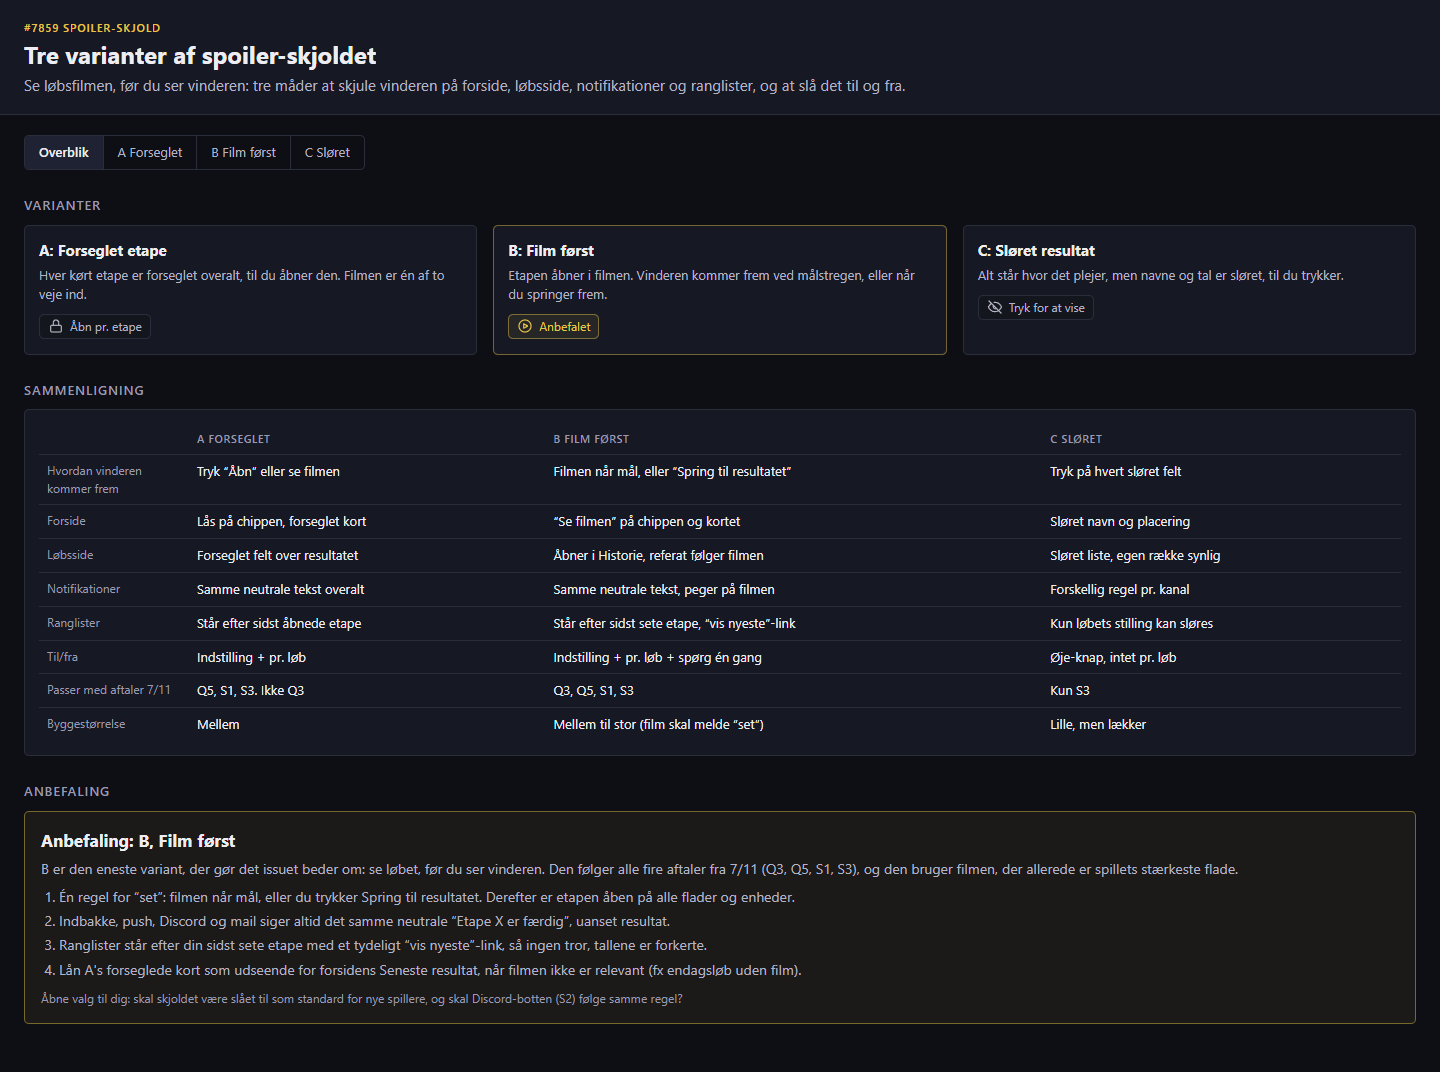 #7859 SPOILER-SKJOLD
Tre varianter af spoiler-skjoldet
Se løbsfilmen, før du ser vinderen: tre måder at skjule vinderen på forside, løbsside, notifikationer og ranglister, og at slå det til og fra.
Overblik
A Forseglet
B Film først
C Sløret
VARIANTER
A: Forseglet etape
Hver kørt etape er forseglet overalt, til du åbner den. Filmen er én af to
veje ind.
Åbn pr. etape
B: Film først
Etapen åbner i filmen. Vinderen kommer frem ved målstregen, eller når
du springer frem.
Anbefalet
C: Sløret resultat
Alt står hvor det plejer, men navne og tal er sløret, til du trykker.
Tryk for at vise
SAMMENLIGNING
A FORSEGLET
B FILM FØRST
C SLØRET
Hvordan vinderen
kommer frem
Tryk “Åbn” eller se filmen
Filmen når mål, eller “Spring til resultatet”
Tryk på hvert sløret felt
Forside
Lås på chippen, forseglet kort
“Se filmen” på chippen og kortet
Sløret navn og placering
Løbsside
Forseglet felt over resultatet
Åbner i Historie, referat følger filmen
Sløret liste, egen række synlig
Notifikationer
Samme neutrale tekst overalt
Samme neutrale tekst, peger på filmen
Forskellig regel pr. kanal
Ranglister
Står efter sidst åbnede etape
Står efter sidst sete etape, “vis nyeste”-link
Kun løbets stilling kan sløres
Til/fra
Indstilling + pr. løb
Indstilling + pr. løb + spørg én gang
Øje-knap, intet pr. løb
Passer med aftaler 7/11
Q5, S1, S3. Ikke Q3
Q3, Q5, S1, S3
Kun S3
Byggestørrelse
Mellem
Mellem til stor (film skal melde “set”)
Lille, men lækker
ANBEFALING
Anbefaling: B, Film først
B er den eneste variant, der gør det issuet beder om: se løbet, før du ser vinderen. Den følger alle fire aftaler fra 7/11 (Q3, Q5, S1, S3), og den bruger filmen, der allerede er spillets stærkeste flade.
1. Én regel for “set”: filmen når mål, eller du trykker Spring til resultatet. Derefter er etapen åben på alle flader og enheder.
2. Indbakke, push, Discord og mail siger altid det samme neutrale “Etape X er færdig”, uanset resultat.
3. Ranglister står efter din sidst sete etape med et tydeligt “vis nyeste”-link, så ingen tror, tallene er forkerte.
4. Lån A's forseglede kort som udseende for forsidens Seneste resultat, når filmen ikke er relevant (fx endagsløb uden film).
Åbne valg til dig: skal skjoldet være slået til som standard for nye spillere, og skal Discord-botten (S2) følge samme regel?